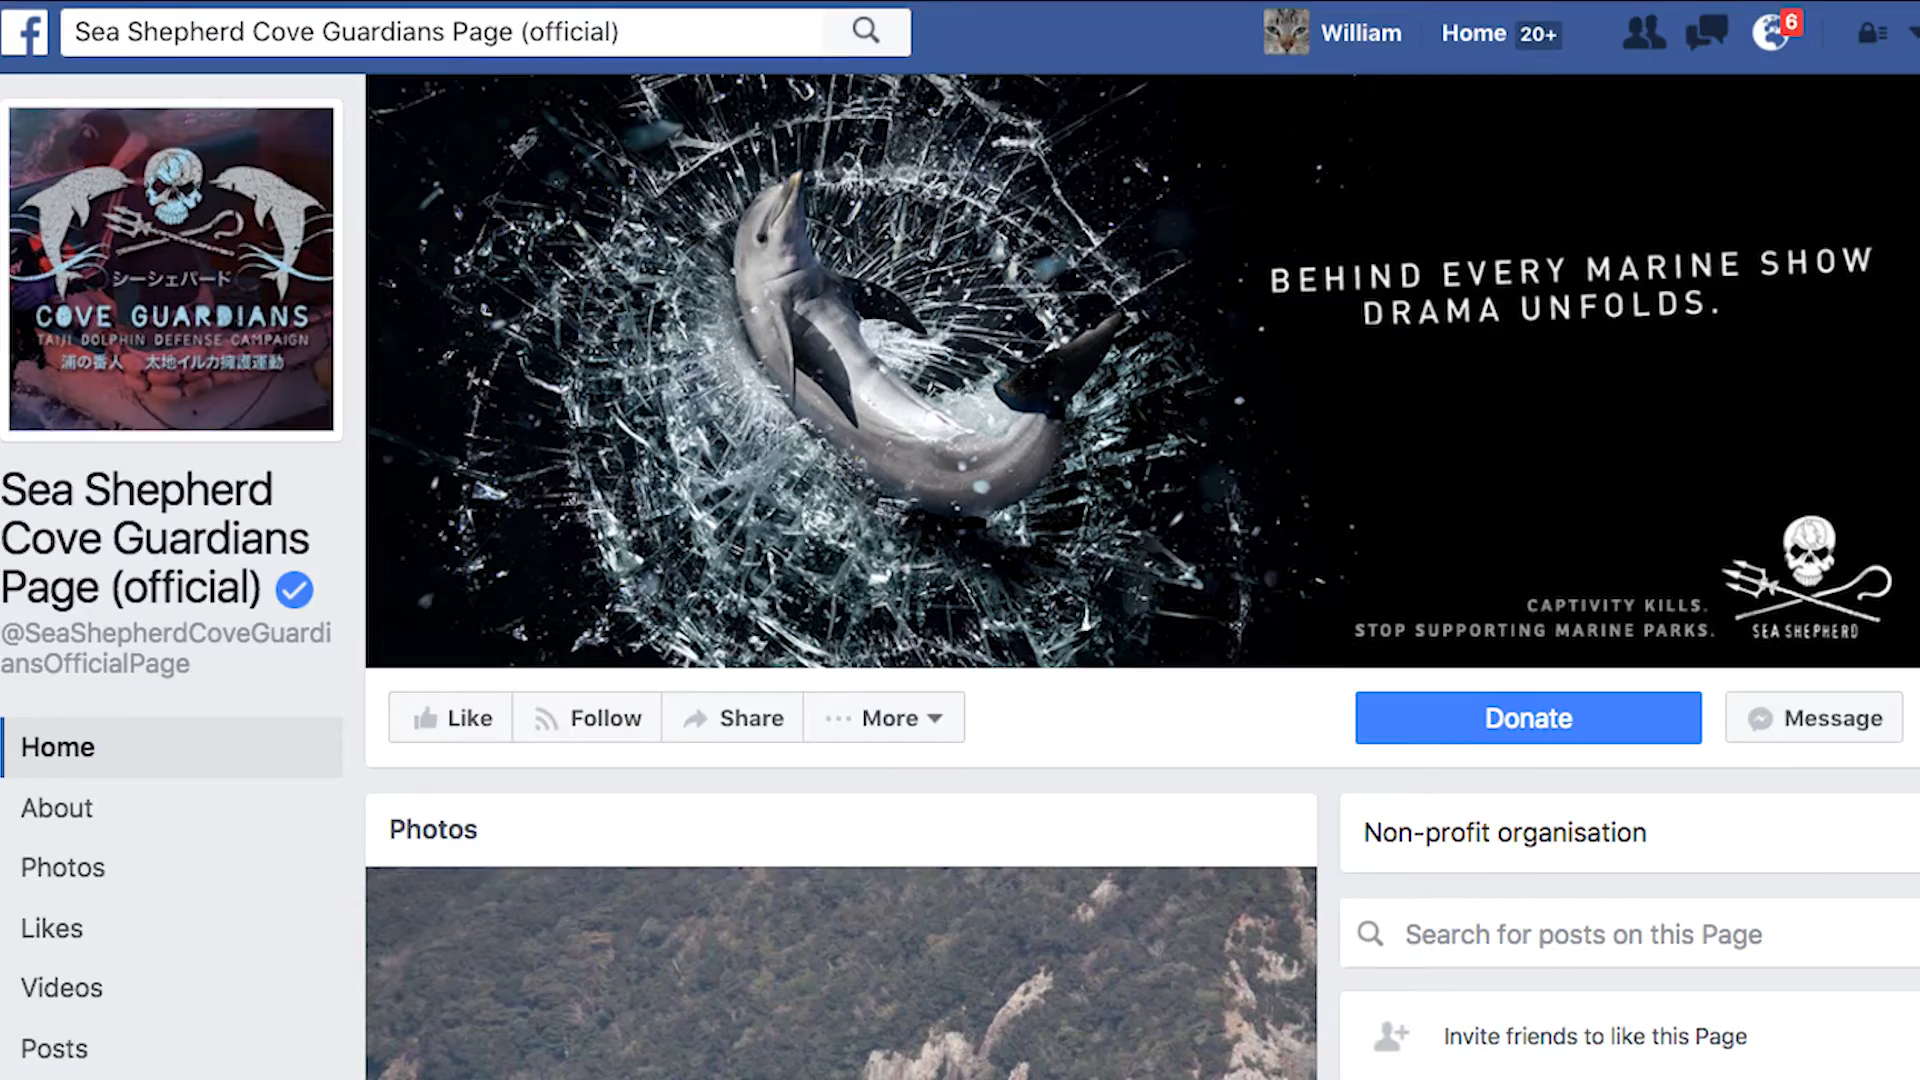 Sea Shepherd Cove Guardians Page (official)
William
Home 20+
6
シーシェパード
COVE GUARDIANS
TAIJI DOLPHIN DEFENSE CAMPAIGN
浦の番人 太地イルカ擁護運動
BEHIND EVERY MARINE SHOW
DRAMA UNFOLDS.
CAPTIVITY KILLS.
STOP SUPPORTING MARINE PARKS.
SEA SHEPHERD
Sea Shepherd
Cove Guardians
Page (official)
@SeaShepherdCoveGuardi
ansOfficialPage
Like
Follow
Share
More
Donate
Message
Home
About
Photos
Likes
Videos
Posts
Photos
Non-profit organisation
Search for posts on this Page
Invite friends to like this Page